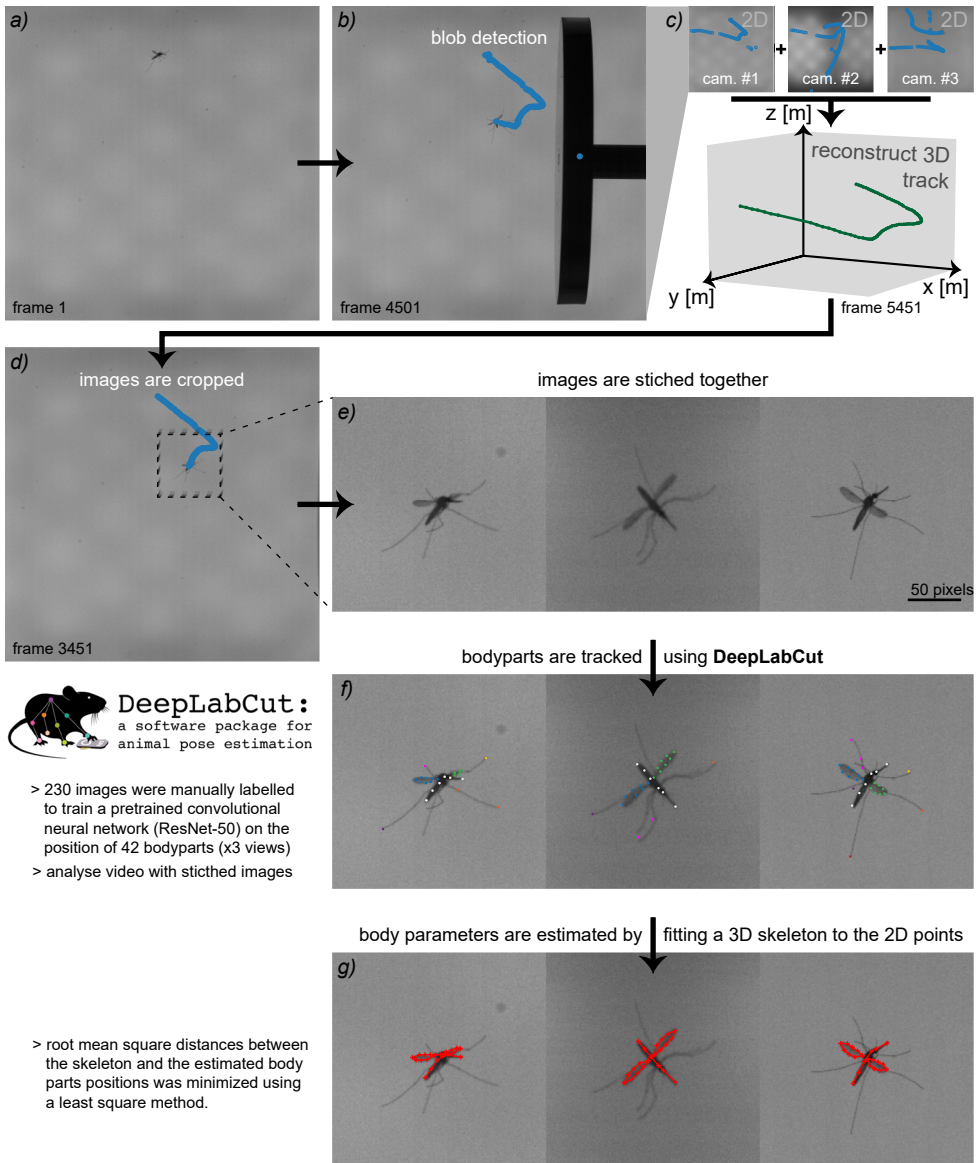 a)
frame 1
b)
blob detection
frame 4501
c)
2D
cam. #1
+
2D
cam. #2
+
2D
cam. #3
z [m]
reconstruct 3D
track
y [m]
x [m]
frame 5451
d)
images are cropped
frame 3451
images are stiched together
e)
50 pixels
bodyparts are tracked using DeepLabCut
f)
DeepLabCut:
a software package for
animal pose estimation
> 230 images were manually labelled
to train a pretrained convolutional
neural network (ResNet-50) on the
position of 42 bodyparts (x3 views)
> analyse video with sticthed images
body parameters are estimated by fitting a 3D skeleton to the 2D points
g)
> root mean square distances between
the skeleton and the estimated body
parts positions was minimized using
a least square method.